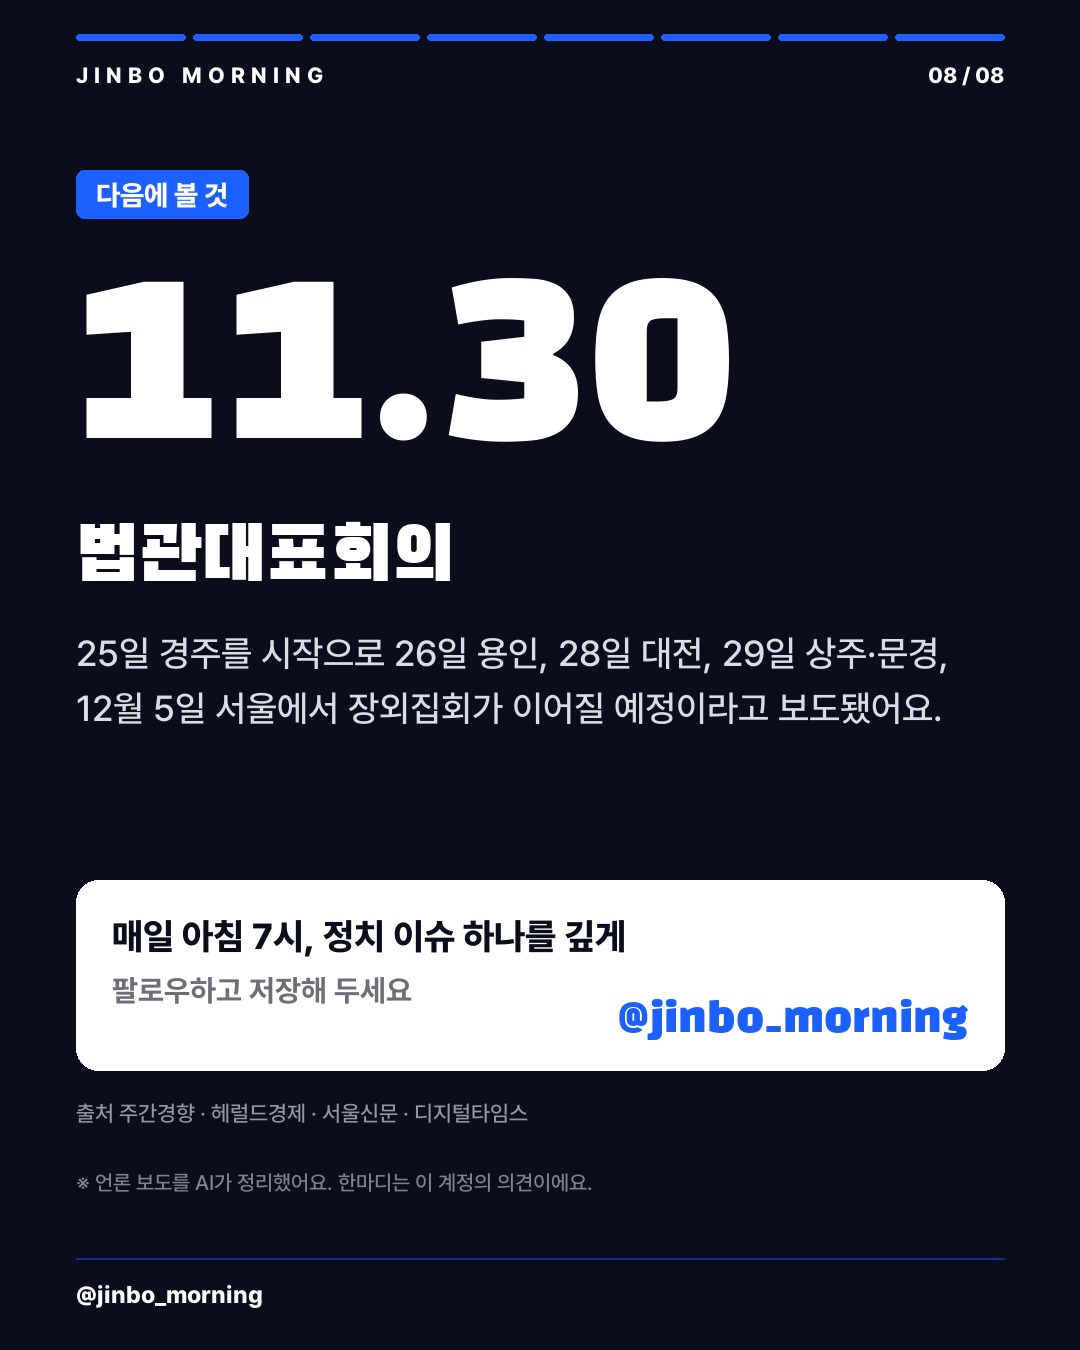 JINBO MORNING
08 / 08
다음에 볼 것
11.30
법관대표회의
25일 경주를 시작으로 26일 용인, 28일 대전, 29일 상주·문경,
12월 5일 서울에서 장외집회가 이어질 예정이라고 보도됐어요.
매일 아침 7시, 정치 이슈 하나를 깊게
팔로우하고 저장해 두세요
@jinbo_morning
출처 주간경향 · 헤럴드경제 · 서울신문 · 디지털타임스
※ 언론 보도를 AI가 정리했어요. 한마디는 이 계정의 의견이에요.
@jinbo_morning